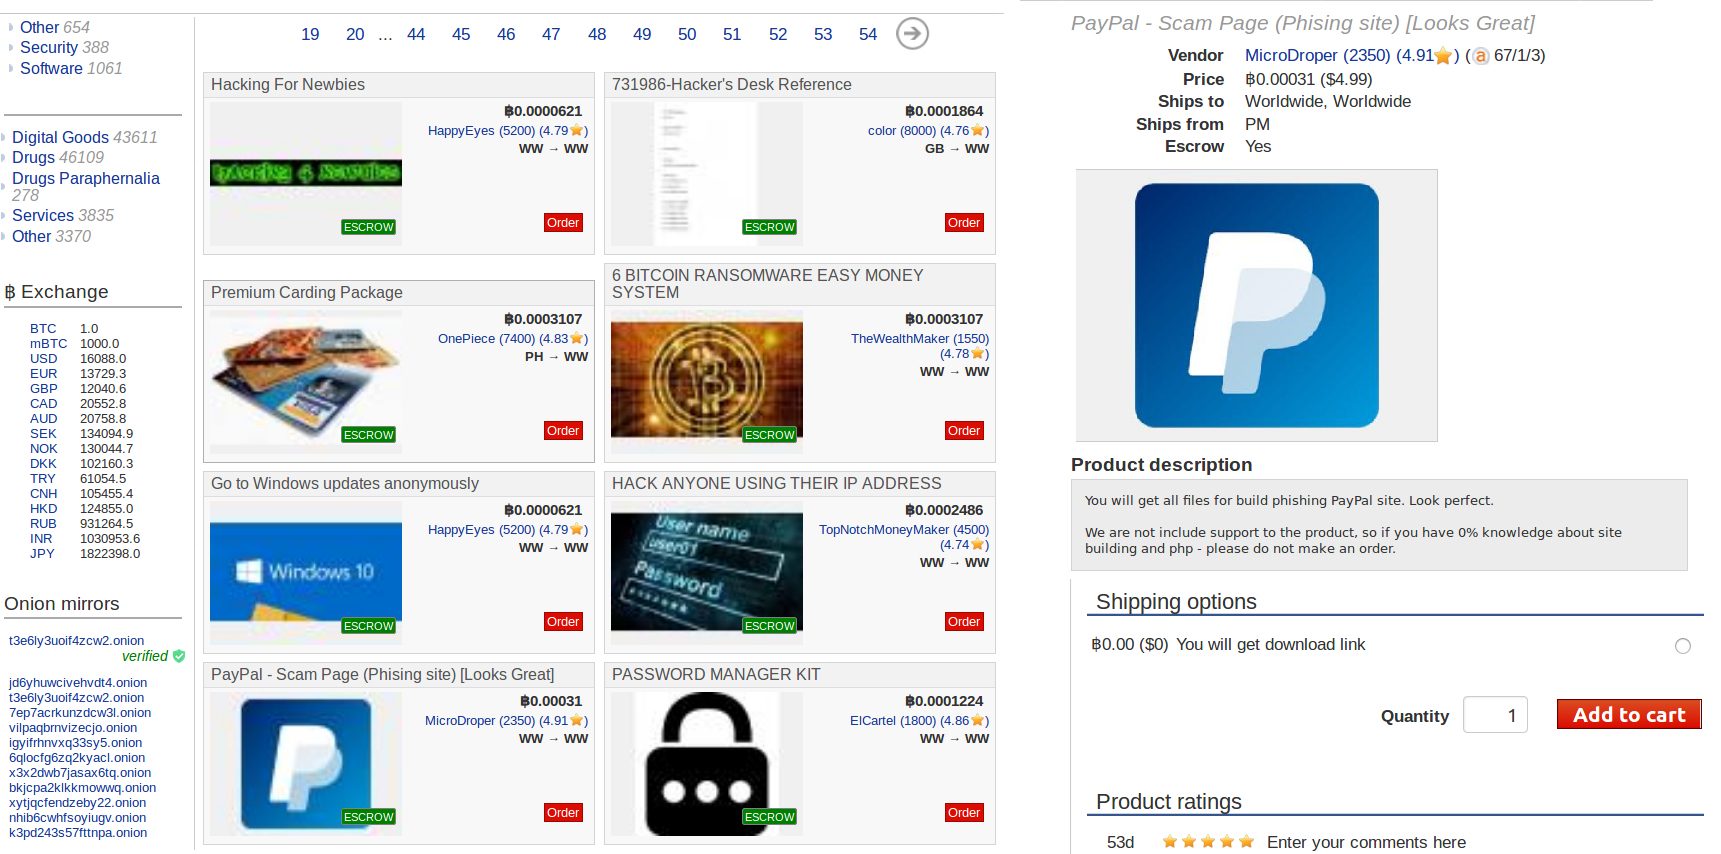 Other 654
Security 388
Software 1061
Digital Goods 43611
Drugs 46109
Drugs Paraphernalia
278
Services 3835
Other 3370
฿ Exchange
BTC 1.0
mBTC 1000.0
USD 16088.0
EUR 13729.3
GBP 12040.6
CAD 20552.8
AUD 20758.8
SEK 134094.9
NOK 130044.7
DKK 102160.3
TRY 61054.5
CNH 105455.4
HKD 124855.0
RUB 931264.5
INR 1030953.6
JPY 1822398.0
Onion mirrors
t3e6ly3uoif4zcw2.onion
verified
jd6yhuwcivehvdt4.onion
t3e6ly3uoif4zcw2.onion
7ep7acrkunzdcw3l.onion
vilpaqbrnvizecjo.onion
igyifrhnvxq33sy5.onion
6qlocfg6zq2kyacl.onion
x3x2dwb7jasax6tq.onion
bkjcpa2klkkmowwq.onion
xytjqcfendzeby22.onion
nhib6cwhfsoyiugv.onion
k3pd243s57fttnpa.onion
19 20 ... 44 45 46 47 48 49 50 51 52 53 54
Hacking For Newbies
Hacking 4 Newbies
฿0.0000621
HappyEyes (5200) (4.79)
WW → WW
ESCROW
Order
731986-Hacker's Desk Reference
฿0.0001864
color (8000) (4.76)
GB → WW
ESCROW
Order
Premium Carding Package
฿0.0003107
OnePiece (7400) (4.83)
PH → WW
ESCROW
Order
6 BITCOIN RANSOMWARE EASY MONEY
SYSTEM
฿0.0003107
TheWealthMaker (1550)
(4.78)
WW → WW
ESCROW
Order
Go to Windows updates anonymously
Windows 10
฿0.0000621
HappyEyes (5200) (4.79)
WW → WW
ESCROW
Order
HACK ANYONE USING THEIR IP ADDRESS
User name
user01
Password
*******
฿0.0002486
TopNotchMoneyMaker (4500)
(4.74)
WW → WW
ESCROW
Order
PayPal - Scam Page (Phising site) [Looks Great]
฿0.00031
MicroDroper (2350) (4.91)
WW → WW
ESCROW
Order
PASSWORD MANAGER KIT
฿0.0001224
ElCartel (1800) (4.86)
WW → WW
ESCROW
Order
PayPal - Scam Page (Phising site) [Looks Great]
Vendor MicroDroper (2350) (4.91) (a 67/1/3)
Price ฿0.00031 ($4.99)
Ships to Worldwide, Worldwide
Ships from PM
Escrow Yes
Product description
You will get all files for build phishing PayPal site. Look perfect.
We are not include support to the product, so if you have 0% knowledge about site
building and php - please do not make an order.
Shipping options
฿0.00 ($0) You will get download link
Quantity 1 Add to cart
Product ratings
53d Enter your comments here